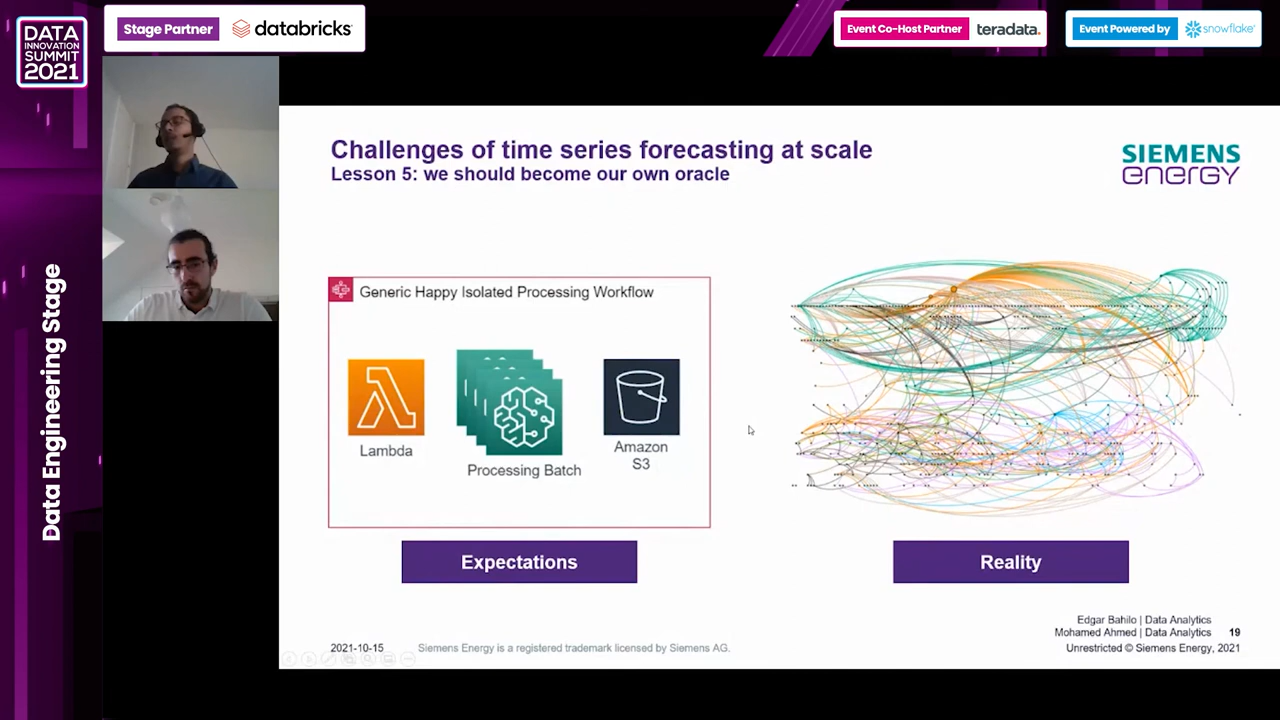 DATA
INNOVATION
SUMMIT
2021
Stage Partner
databricks
Event Co-Host Partner
teradata.
Event Powered by
snowflake
Data Engineering Stage
Challenges of time series forecasting at scale
Lesson 5: we should become our own oracle
SIEMENS
energy
Generic Happy Isolated Processing Workflow
Lambda
Processing Batch
Amazon
S3
Expectations
Reality
Edgar Bahilo | Data Analytics
Mohamed Ahmed | Data Analytics 19
2021-10-15
Siemens Energy is a registered trademark licensed by Siemens AG.
Unrestricted © Siemens Energy, 2021